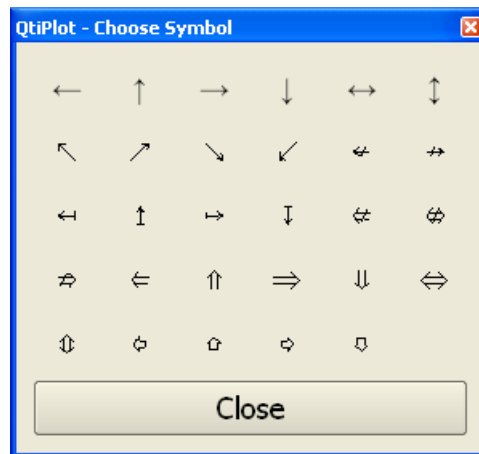 QtiPlot - Choose Symbol
← ↑ → ↓ ↔ ↕
↖ ↗ ↘ ↙ ↚ ↛
↤ ↥ ↦ ↧ ⇍ ⇎
⇏ ⇐ ⇑ ⇒ ⇓ ⇔
⇕ ⇦ ⇧ ⇨ ⇩
Close